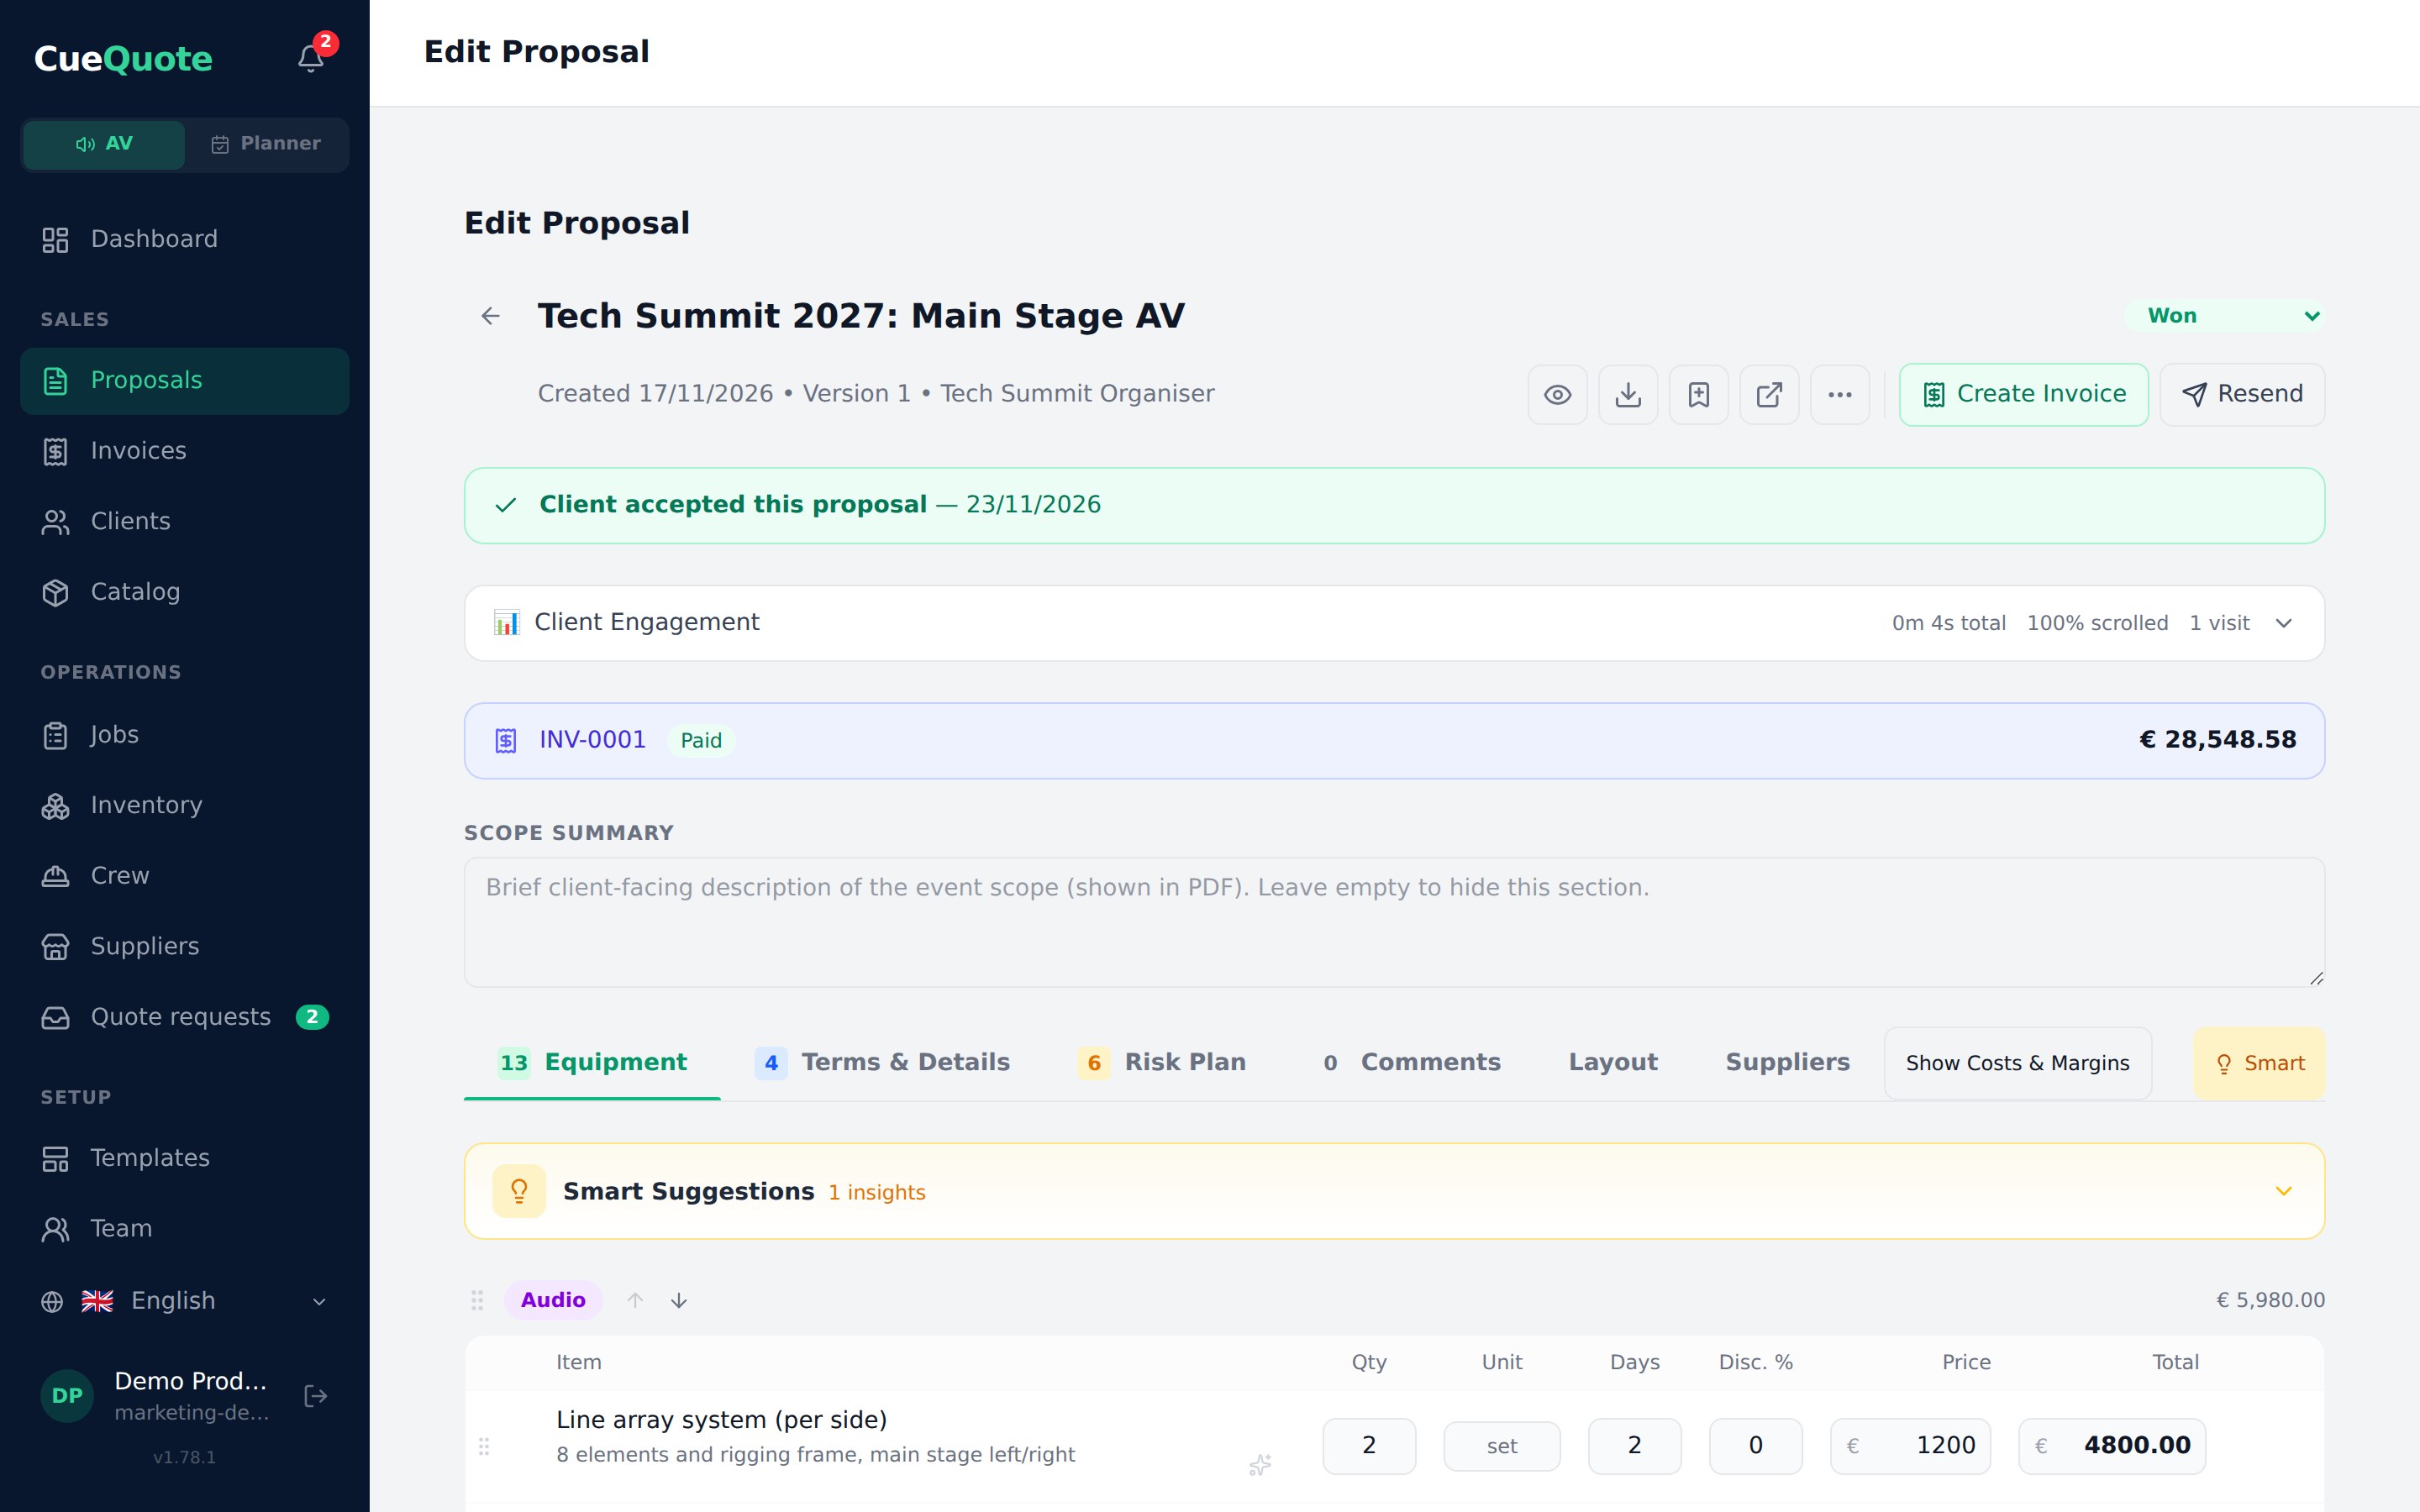 CueQuote
2
AV
Planner
Dashboard
SALES
Proposals
Invoices
Clients
Catalog
OPERATIONS
Jobs
Inventory
Crew
Suppliers
Quote requests 2
SETUP
Templates
Team
English
DP
Demo Prod...
marketing-de...
v1.78.1
Edit Proposal
Edit Proposal
Tech Summit 2027: Main Stage AV
Won
Created 17/11/2026 • Version 1 • Tech Summit Organiser
Create Invoice
Resend
Client accepted this proposal — 23/11/2026
Client Engagement
0m 4s total 100% scrolled 1 visit
INV-0001 Paid
€ 28,548.58
SCOPE SUMMARY
Brief client-facing description of the event scope (shown in PDF). Leave empty to hide this section.
13 Equipment
4 Terms & Details
6 Risk Plan
0 Comments
Layout
Suppliers
Show Costs & Margins
Smart
Smart Suggestions 1 insights
Audio
€ 5,980.00
Item Qty Unit Days Disc. % Price Total
Line array system (per side)
8 elements and rigging frame, main stage left/right
2 set 2 0 € 1200 € 4800.00